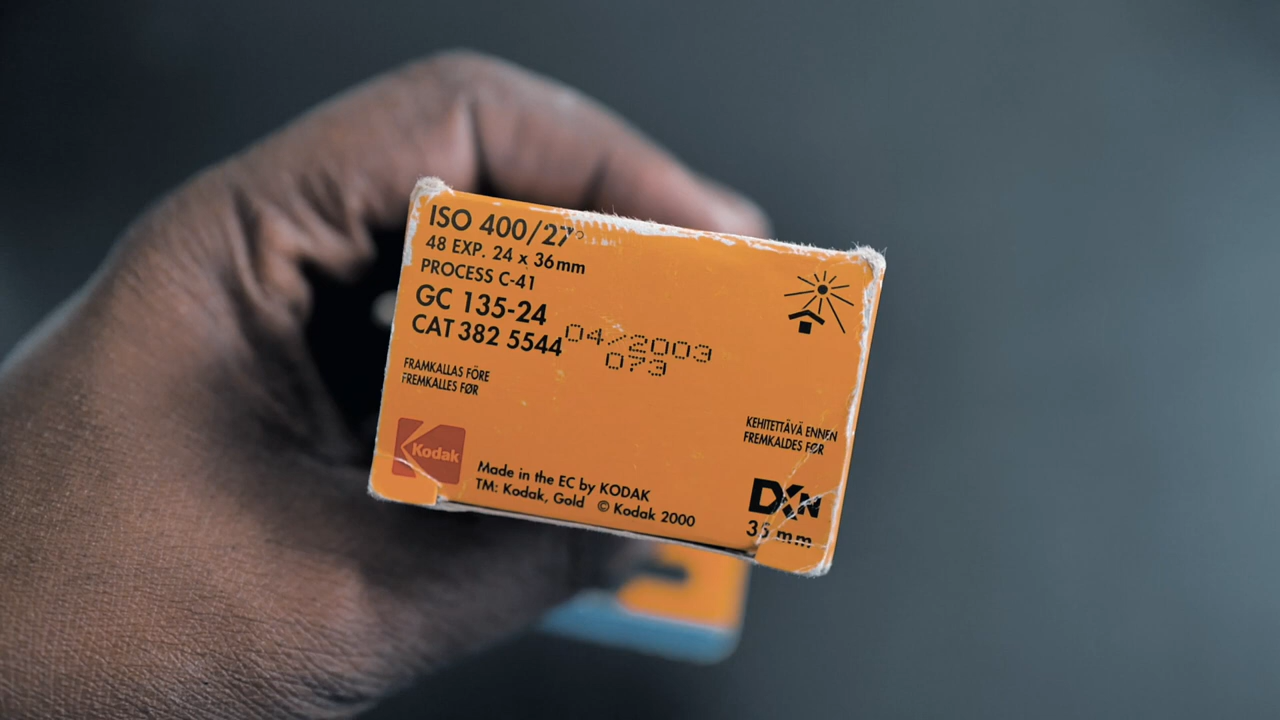 ISO 400/27°
48 EXP. 24 x 36mm
PROCESS C-41
GC 135-24
CAT 382 5544
04/2003
073
FRAMKALLAS FÖRE
FREMKALLES FØR
KEHITETTÄVÄ ENNEN
FREMKALDES FØR
Kodak
Made in the EC by KODAK
TM: Kodak, Gold © Kodak 2000
DXN
35 mm